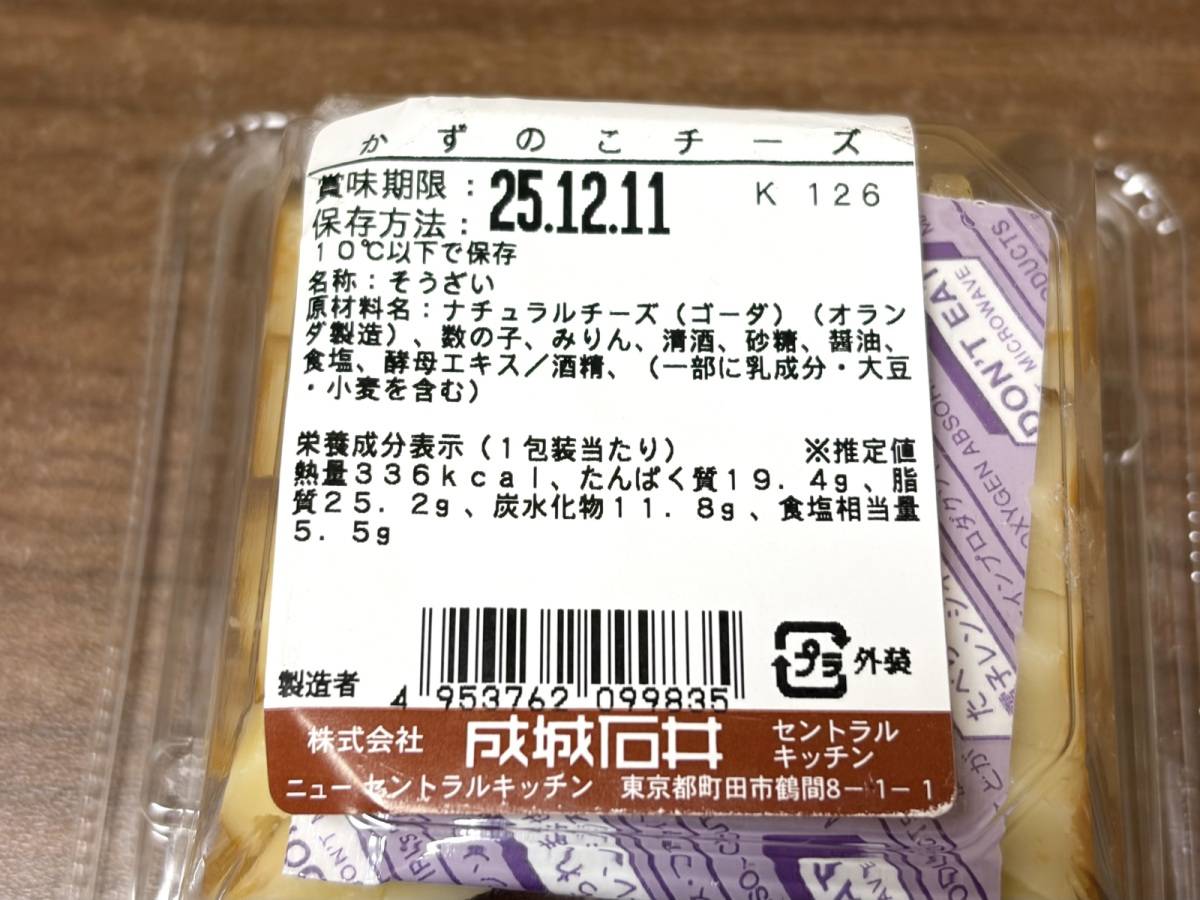 かずのこチーズ
賞味期限：25.12.11 K 126
保存方法：
10℃以下で保存
名称：そうざい
原材料名：ナチュラルチーズ（ゴーダ）（オラン
ダ製造）、数の子、みりん、清酒、砂糖、醤油、
食塩、酵母エキス／酒精、（一部に乳成分・大豆
・小麦を含む）
栄養成分表示（1包装当たり） ※推定値
熱量336kcal、たんぱく質19.4g、脂
質25.2g、炭水化物11.8g、食塩相当量
5.5g
製造者
4 953762 099835
プラ 外装
株式会社 成城石井 セントラル
キッチン
ニュー セントラルキッチン 東京都町田市鶴間8-1-1
DON'T EAT
MICROWAVE
OXYGEN ABSOR